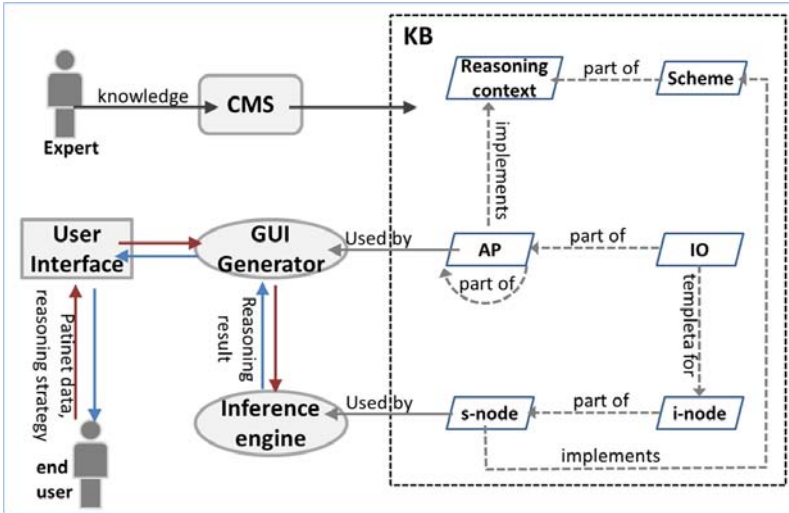 KB
Reasoning
context
part of
Scheme
knowledge
CMS
Expert
implements
User
Interface
GUI
Generator
Used by
AP
part of
IO
part of
Patinet data,
reasoning strategy
Reasoning
result
templeta for
Inference
engine
Used by
s-node
part of
i-node
implements
end
user